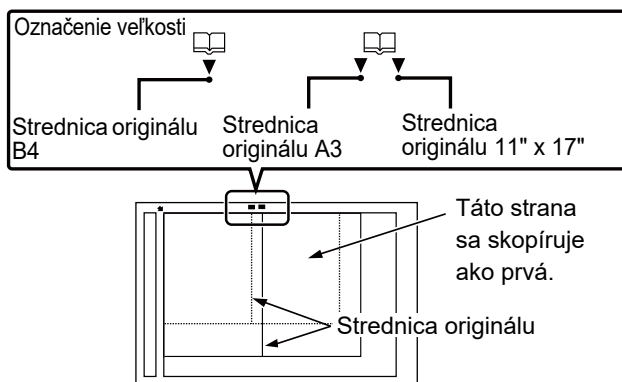 Označenie veľkosti
Strednica originálu
B4
Strednica
originálu A3
Strednica
originálu 11" x 17"
Táto strana
sa skopíruje
ako prvá.
Strednica originálu